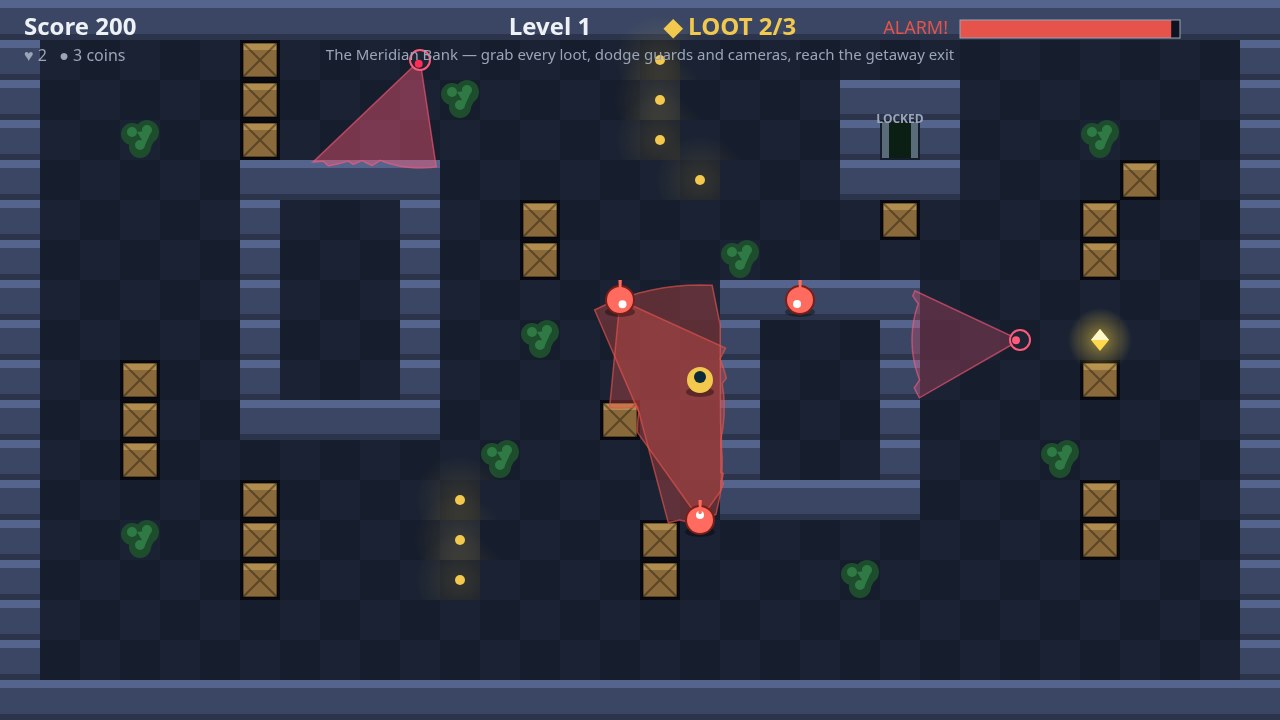 Score 200
Level 1
◆ LOOT 2/3
ALARM!
♥ 2 ● 3 coins
The Meridian Bank — grab every loot, dodge guards and cameras, reach the getaway exit
LOCKED